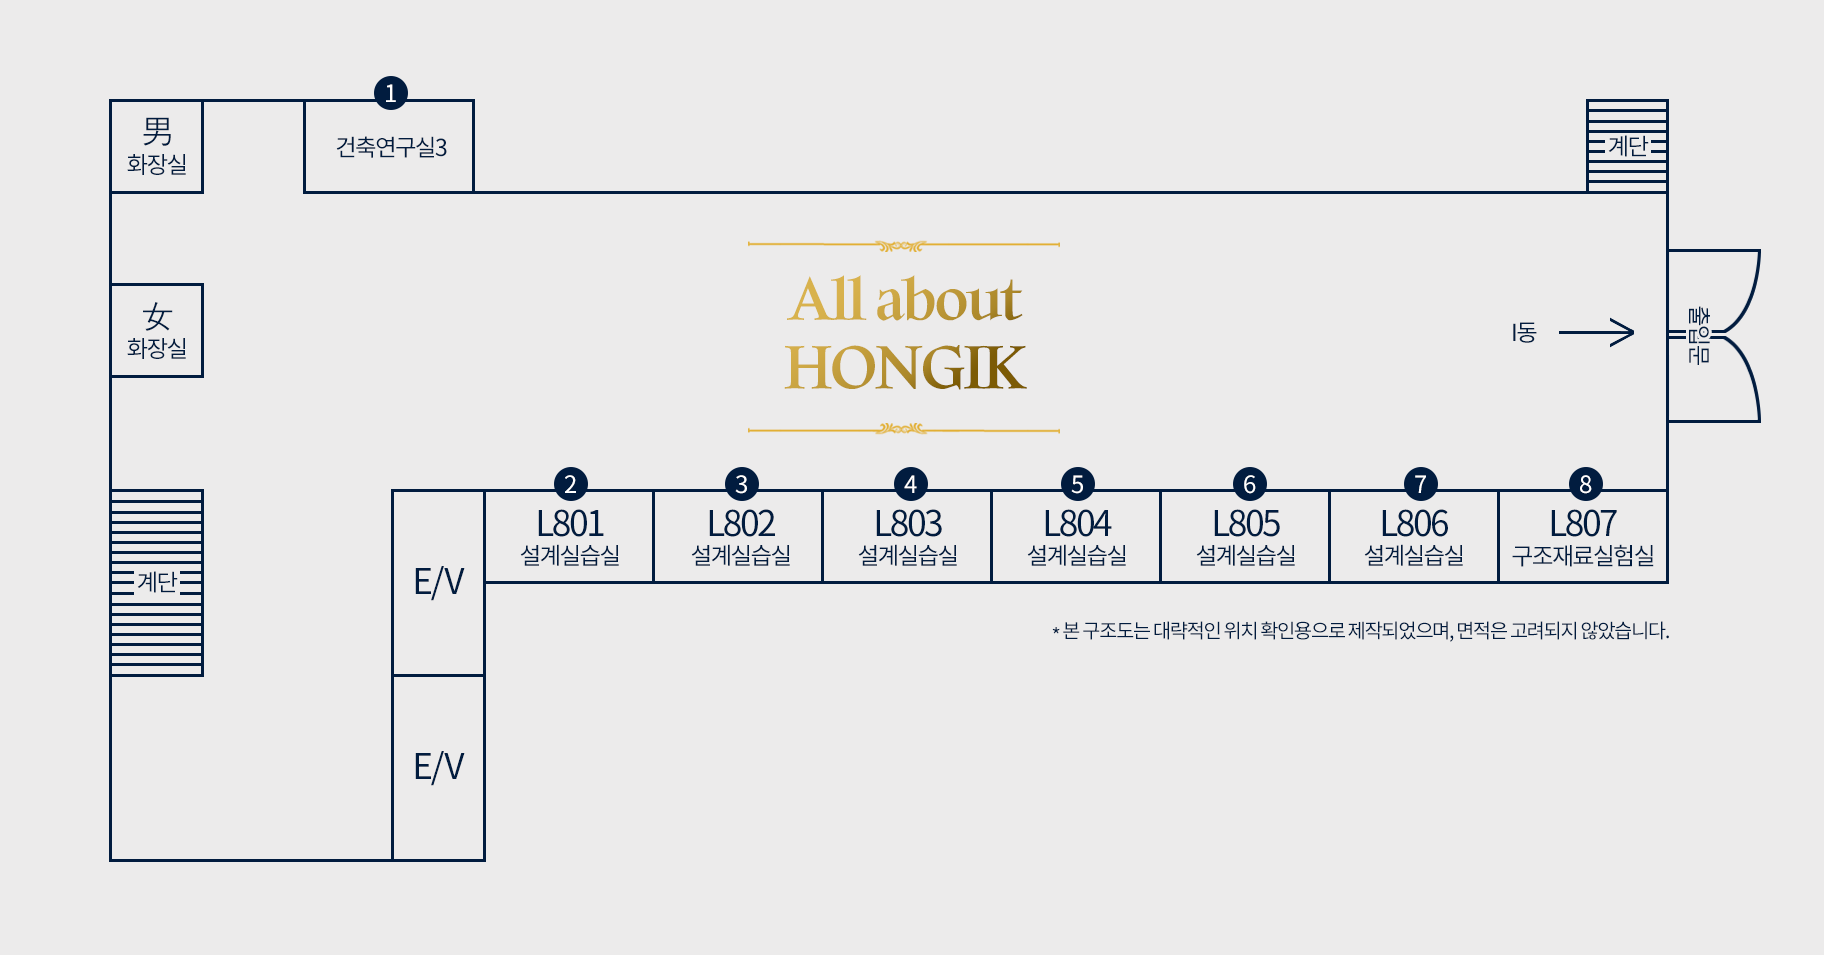 1
男
화장실
건축연구실3
계단
All about
HONGIK
女
화장실
I동
출입문
2
3
4
5
6
7
8
L801
설계실습실
L802
설계실습실
L803
설계실습실
L804
설계실습실
L805
설계실습실
L806
설계실습실
L807
구조재료실험실
계단
E/V
* 본 구조도는 대략적인 위치 확인용으로 제작되었으며, 면적은 고려되지 않았습니다.
E/V